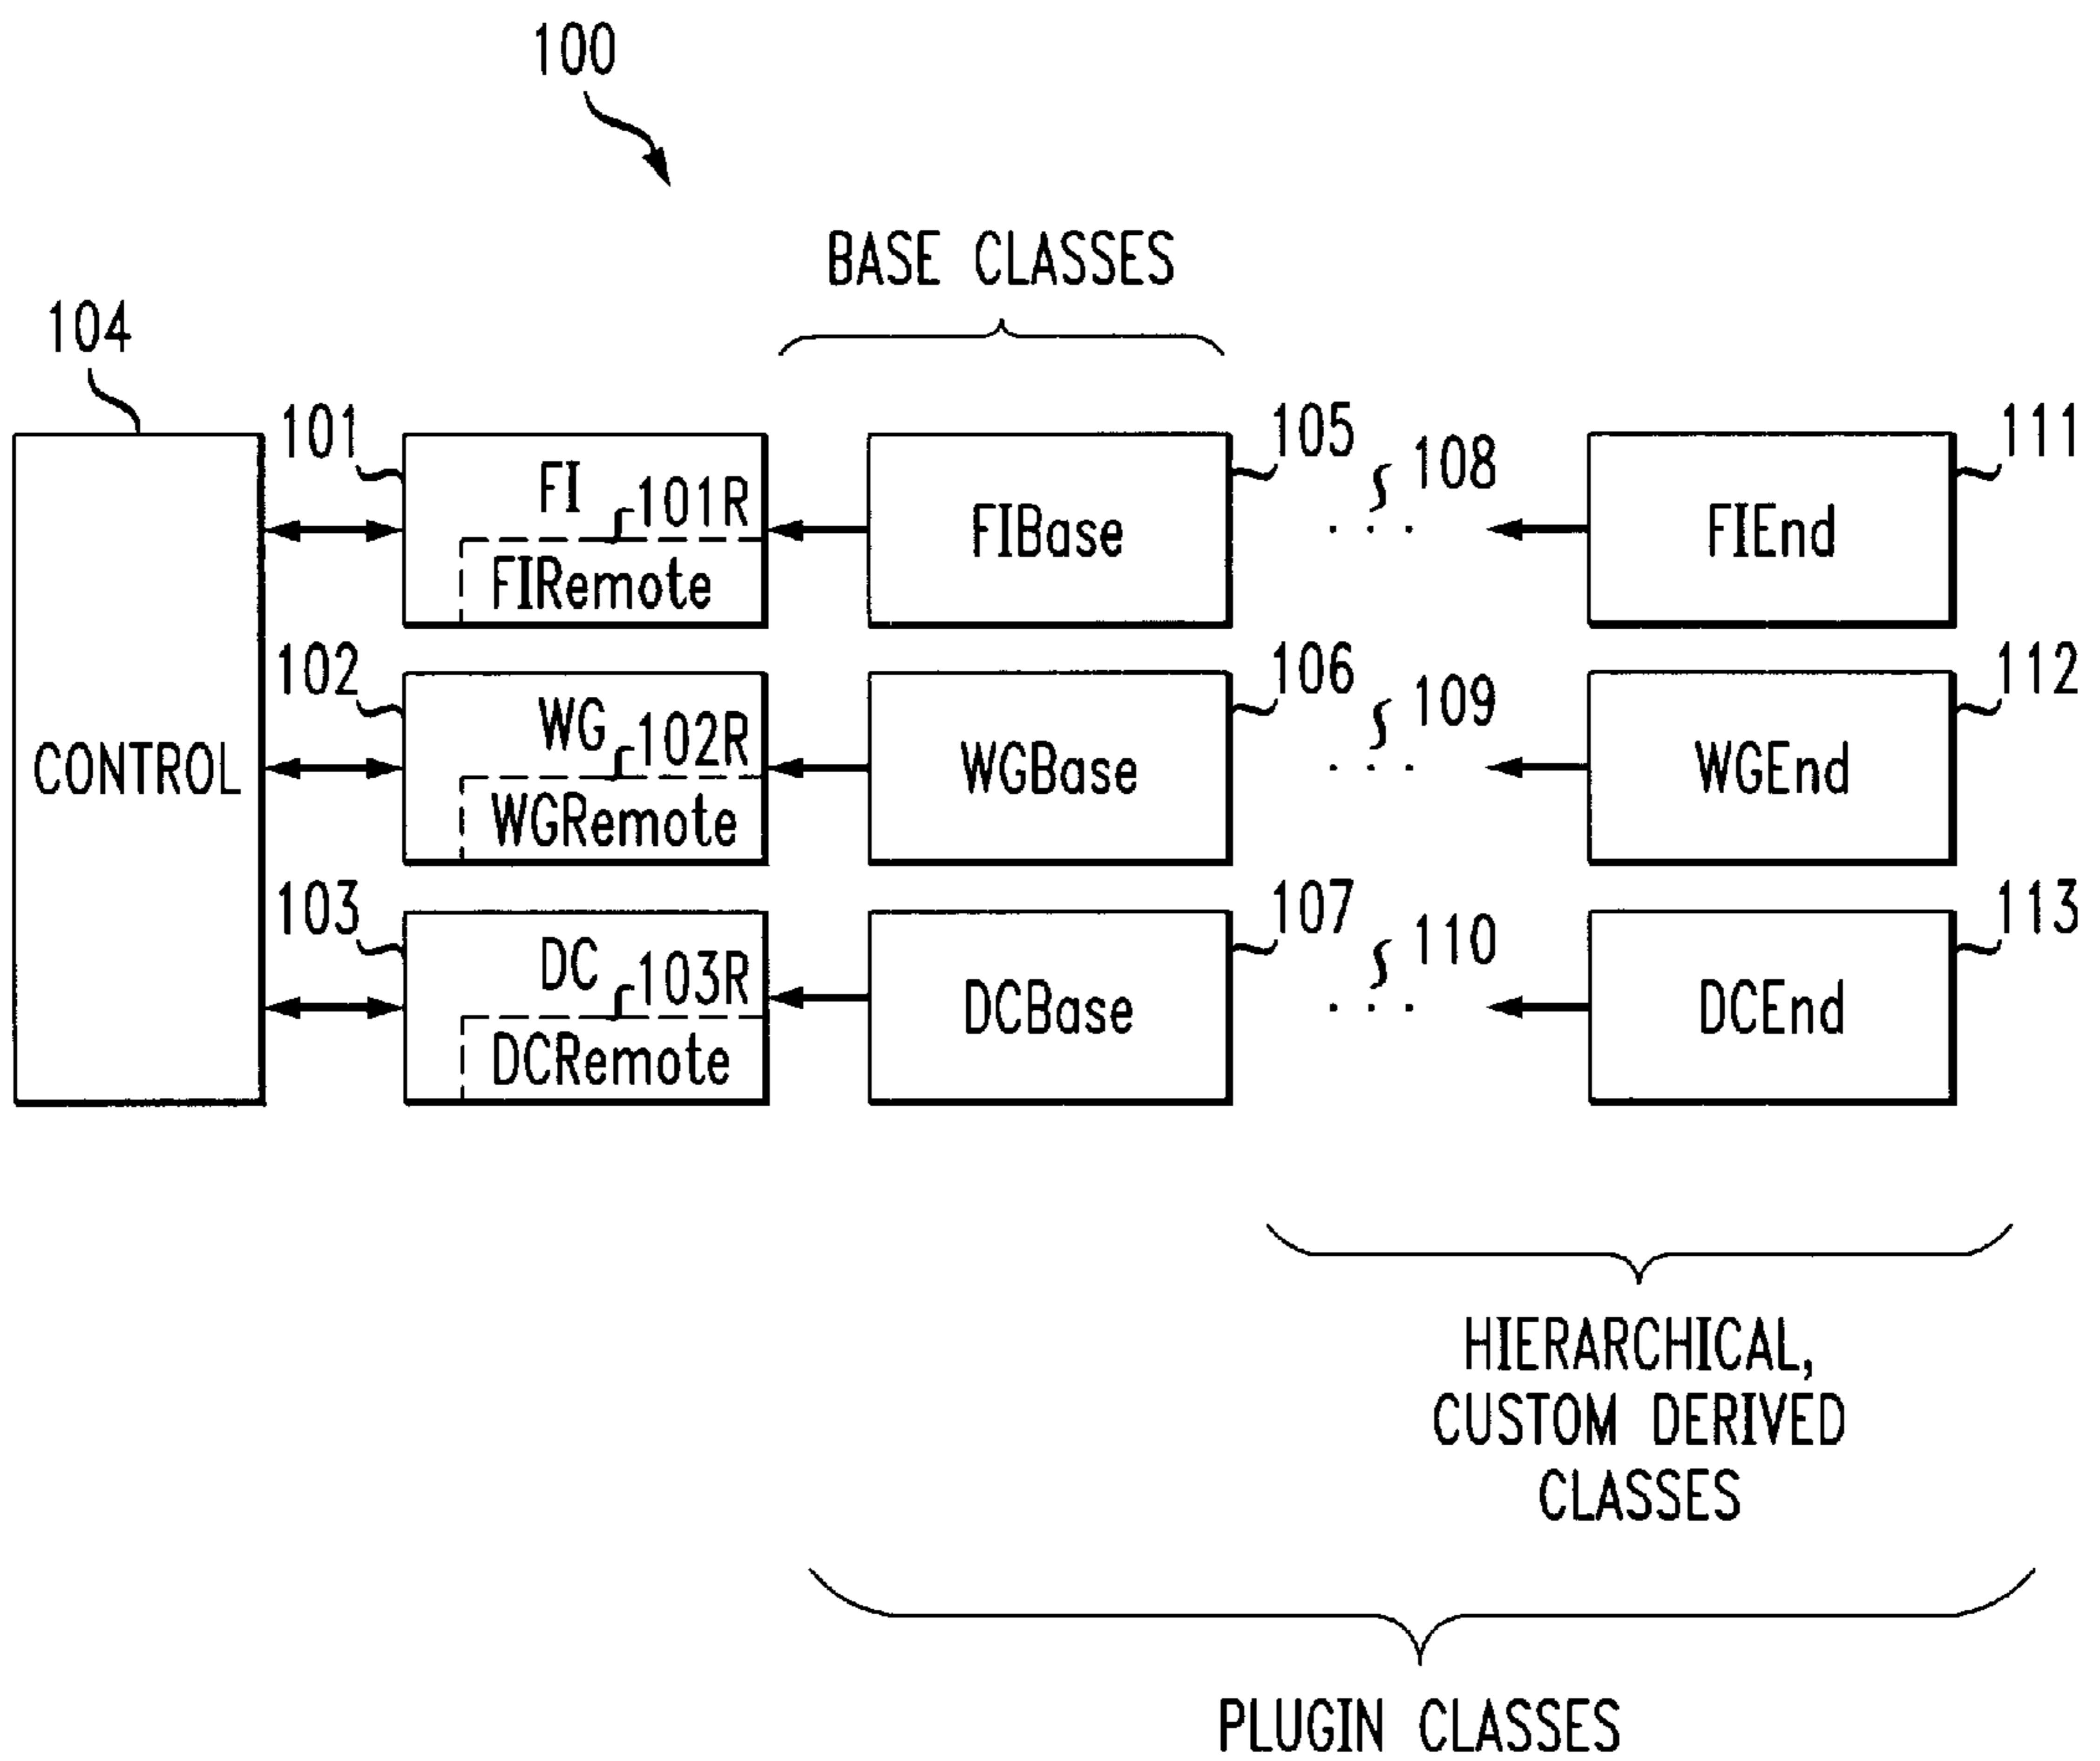 100
BASE CLASSES
104
101
105
108
111
FI
101R
FIRemote
FIBase
. . .
FIEnd
102
106
109
112
CONTROL
WG
102R
WGRemote
WGBase
. . .
WGEnd
103
107
110
113
DC
103R
DCRemote
DCBase
. . .
DCEnd
HIERARCHICAL,
CUSTOM DERIVED
CLASSES
PLUGIN CLASSES